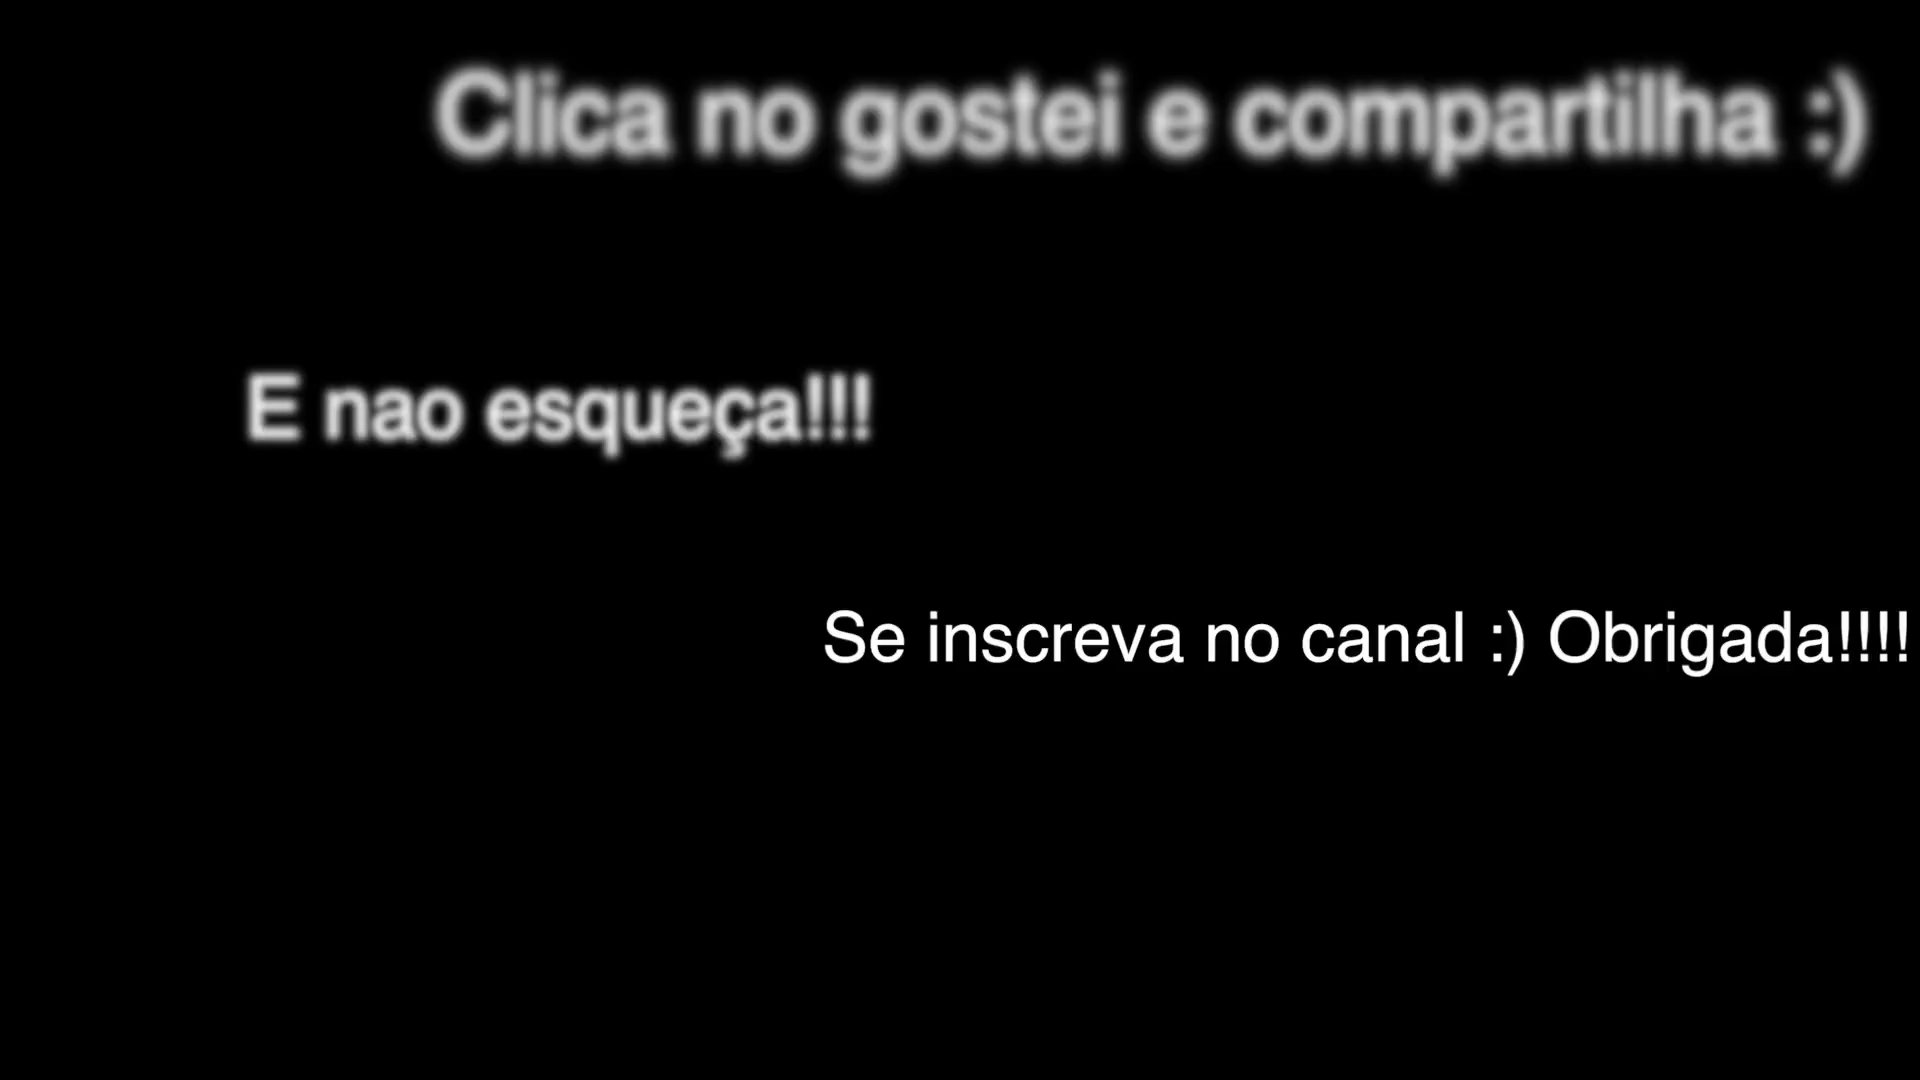 Clica no gostei e compartilha :)
E nao esqueça!!!
Se inscreva no canal :) Obrigada!!!!